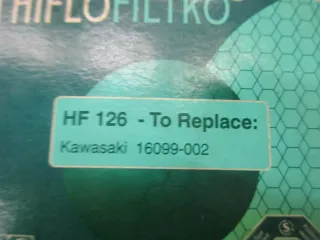 HIFLOFILTRO
HF 126 - To Replace:
Kawasaki 16099-002